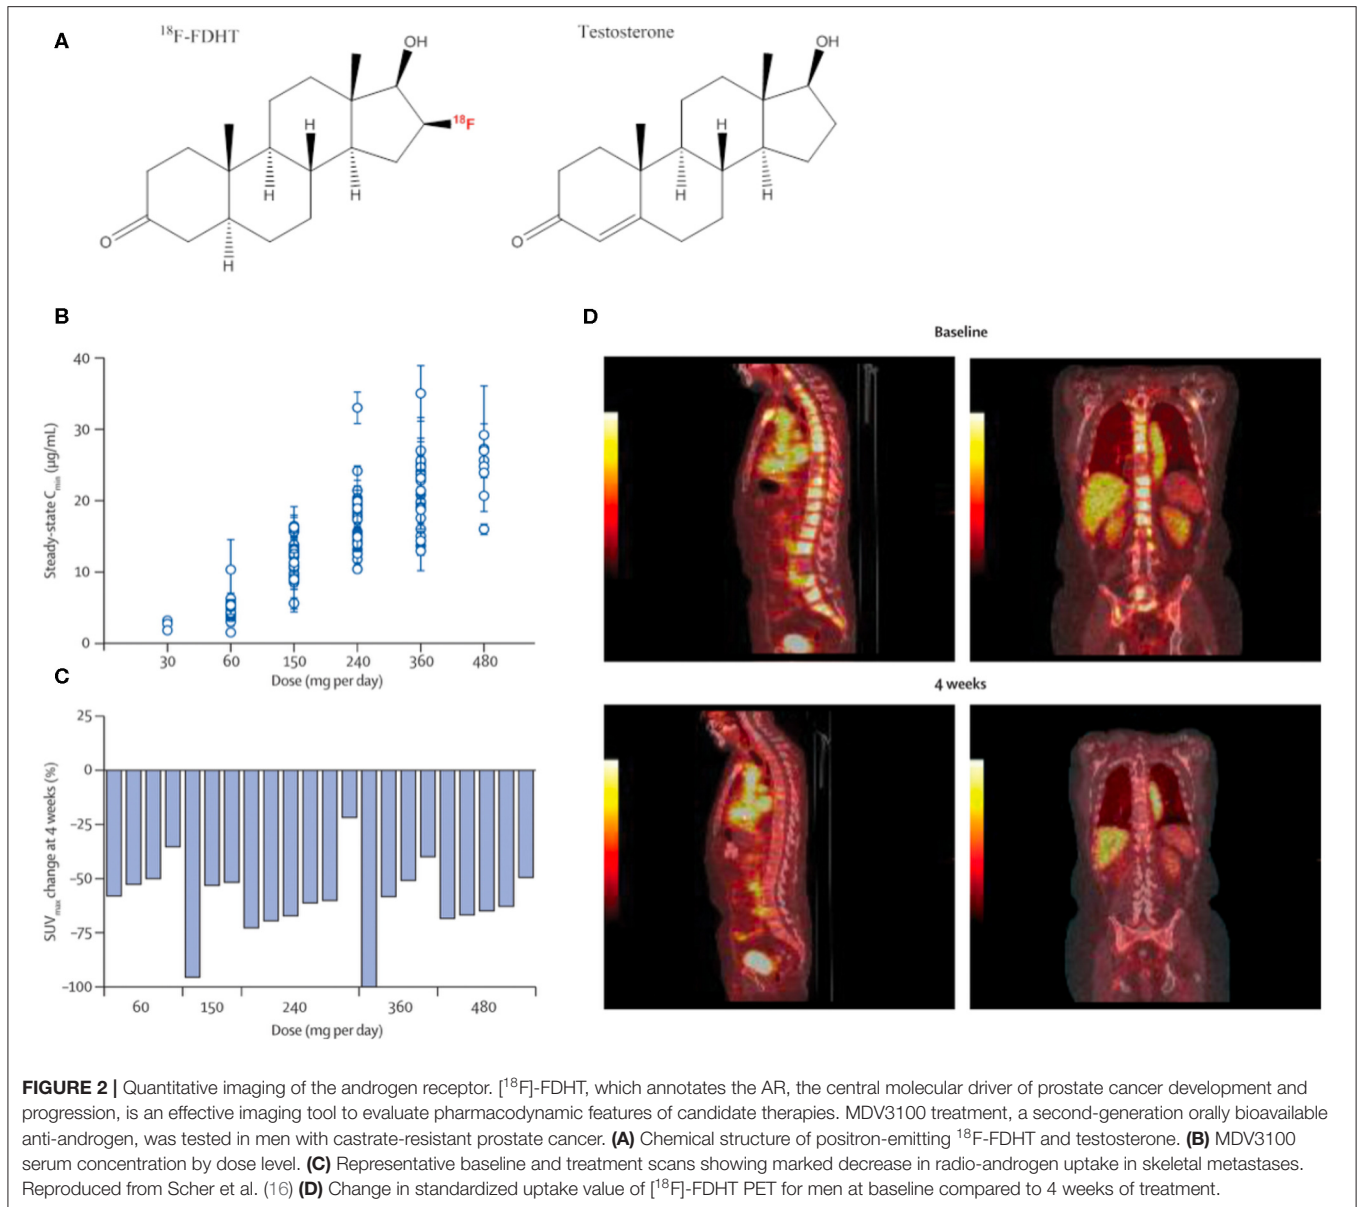 A
¹⁸F-FDHT
Testosterone
OH
OH
¹⁸F
H
H
H
H
H
H
O
O
H
B
D
Baseline
40
30
20
10
0
Steady-state Cmin (µg/mL)
30 60 150 240 360 480
Dose (mg per day)
C
4 weeks
25
0
−25
−50
−75
−100
SUVmax change at 4 weeks (%)
60 150 240 360 480
Dose (mg per day)
FIGURE 2 | Quantitative imaging of the androgen receptor. [¹⁸F]-FDHT, which annotates the AR, the central molecular driver of prostate cancer development and
progression, is an effective imaging tool to evaluate pharmacodynamic features of candidate therapies. MDV3100 treatment, a second-generation orally bioavailable
anti-androgen, was tested in men with castrate-resistant prostate cancer. (A) Chemical structure of positron-emitting ¹⁸F-FDHT and testosterone. (B) MDV3100
serum concentration by dose level. (C) Representative baseline and treatment scans showing marked decrease in radio-androgen uptake in skeletal metastases.
Reproduced from Scher et al. (16) (D) Change in standardized uptake value of [¹⁸F]-FDHT PET for men at baseline compared to 4 weeks of treatment.